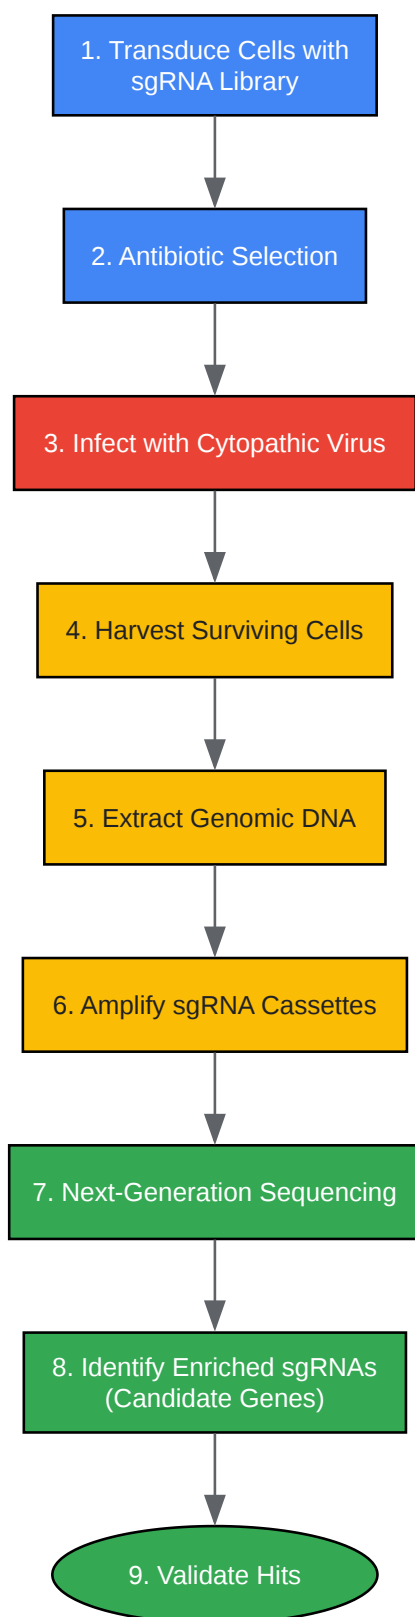 1. Transduce Cells with
sgRNA Library
2. Antibiotic Selection
3. Infect with Cytopathic Virus
4. Harvest Surviving Cells
5. Extract Genomic DNA
6. Amplify sgRNA Cassettes
7. Next-Generation Sequencing
8. Identify Enriched sgRNAs
(Candidate Genes)
9. Validate Hits